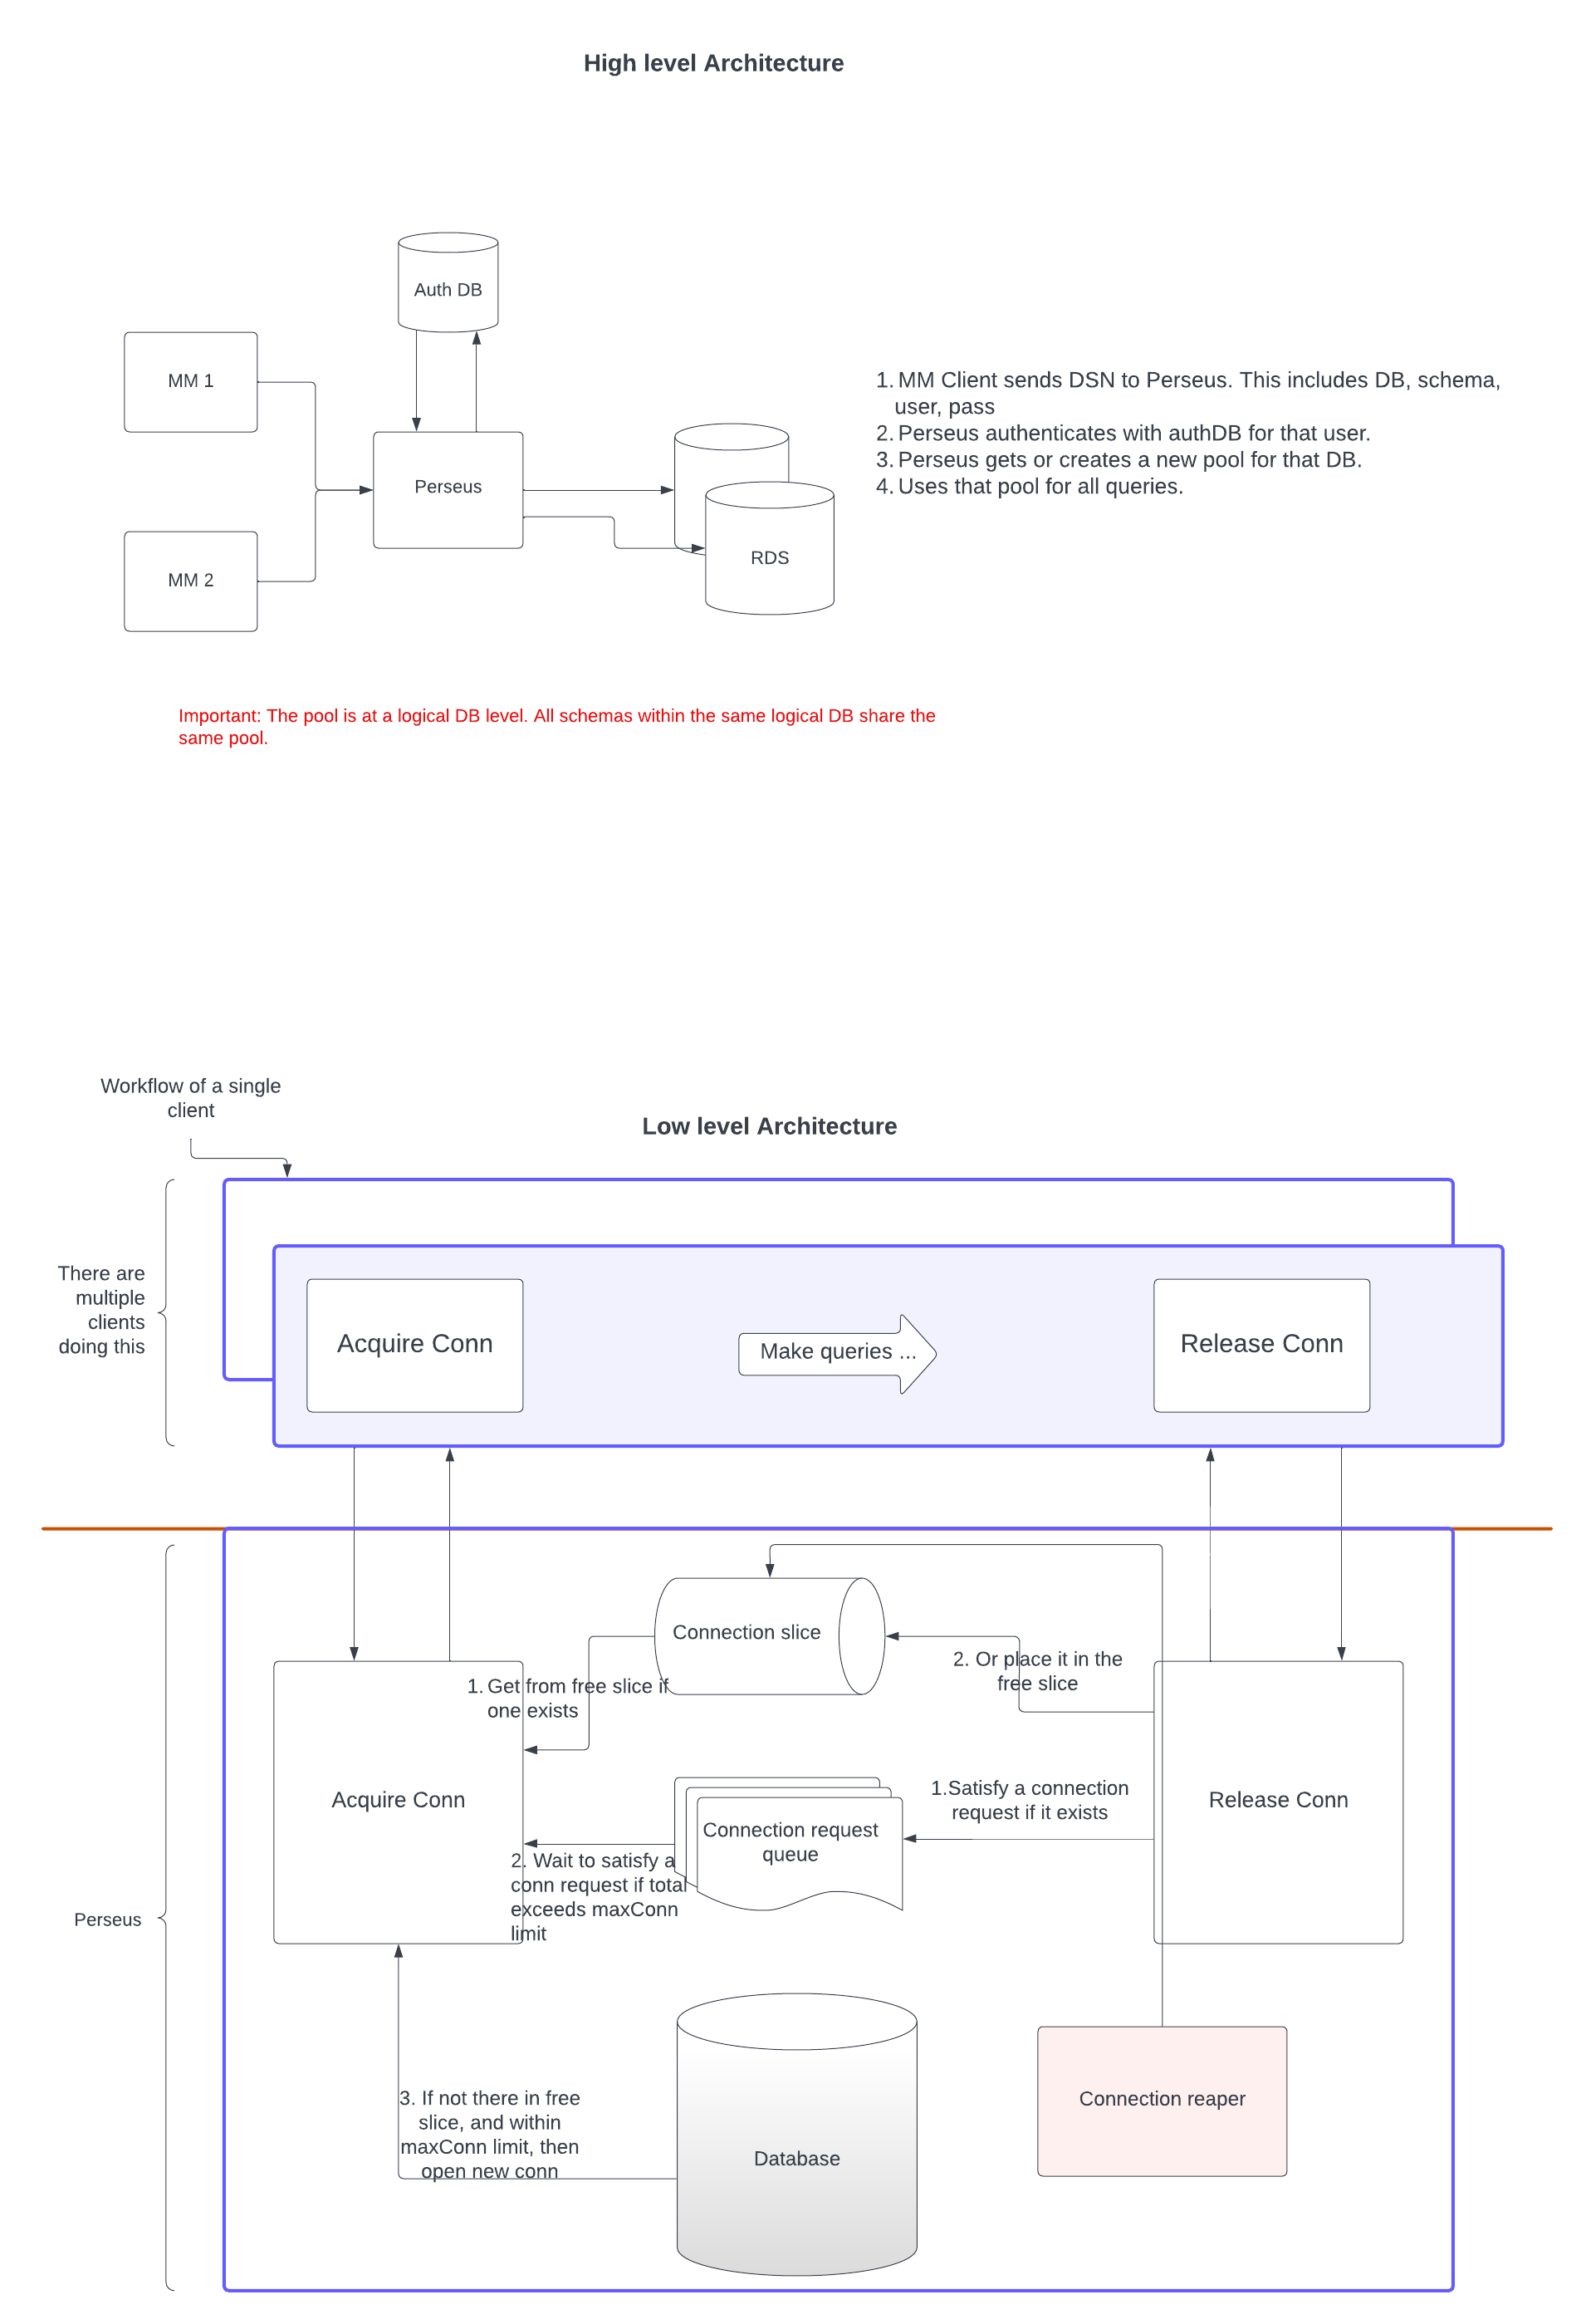 High level Architecture
Auth DB
MM 1
Perseus
MM 2
RDS
1. MM Client sends DSN to Perseus. This includes DB, schema,
user, pass
2. Perseus authenticates with authDB for that user.
3. Perseus gets or creates a new pool for that DB.
4. Uses that pool for all queries.
Important: The pool is at a logical DB level. All schemas within the same logical DB share the
same pool.
Workflow of a single
client
Low level Architecture
There are
multiple
clients
doing this
Acquire Conn
Make queries ...
Release Conn
Connection slice
1. Get from free slice if
one exists
2. Or place it in the
free slice
Acquire Conn
1.Satisfy a connection
request if it exists
Release Conn
Connection request
queue
2. Wait to satisfy a
conn request if total
exceeds maxConn
limit
Perseus
3. If not there in free
slice, and within
maxConn limit, then
open new conn
Database
Connection reaper